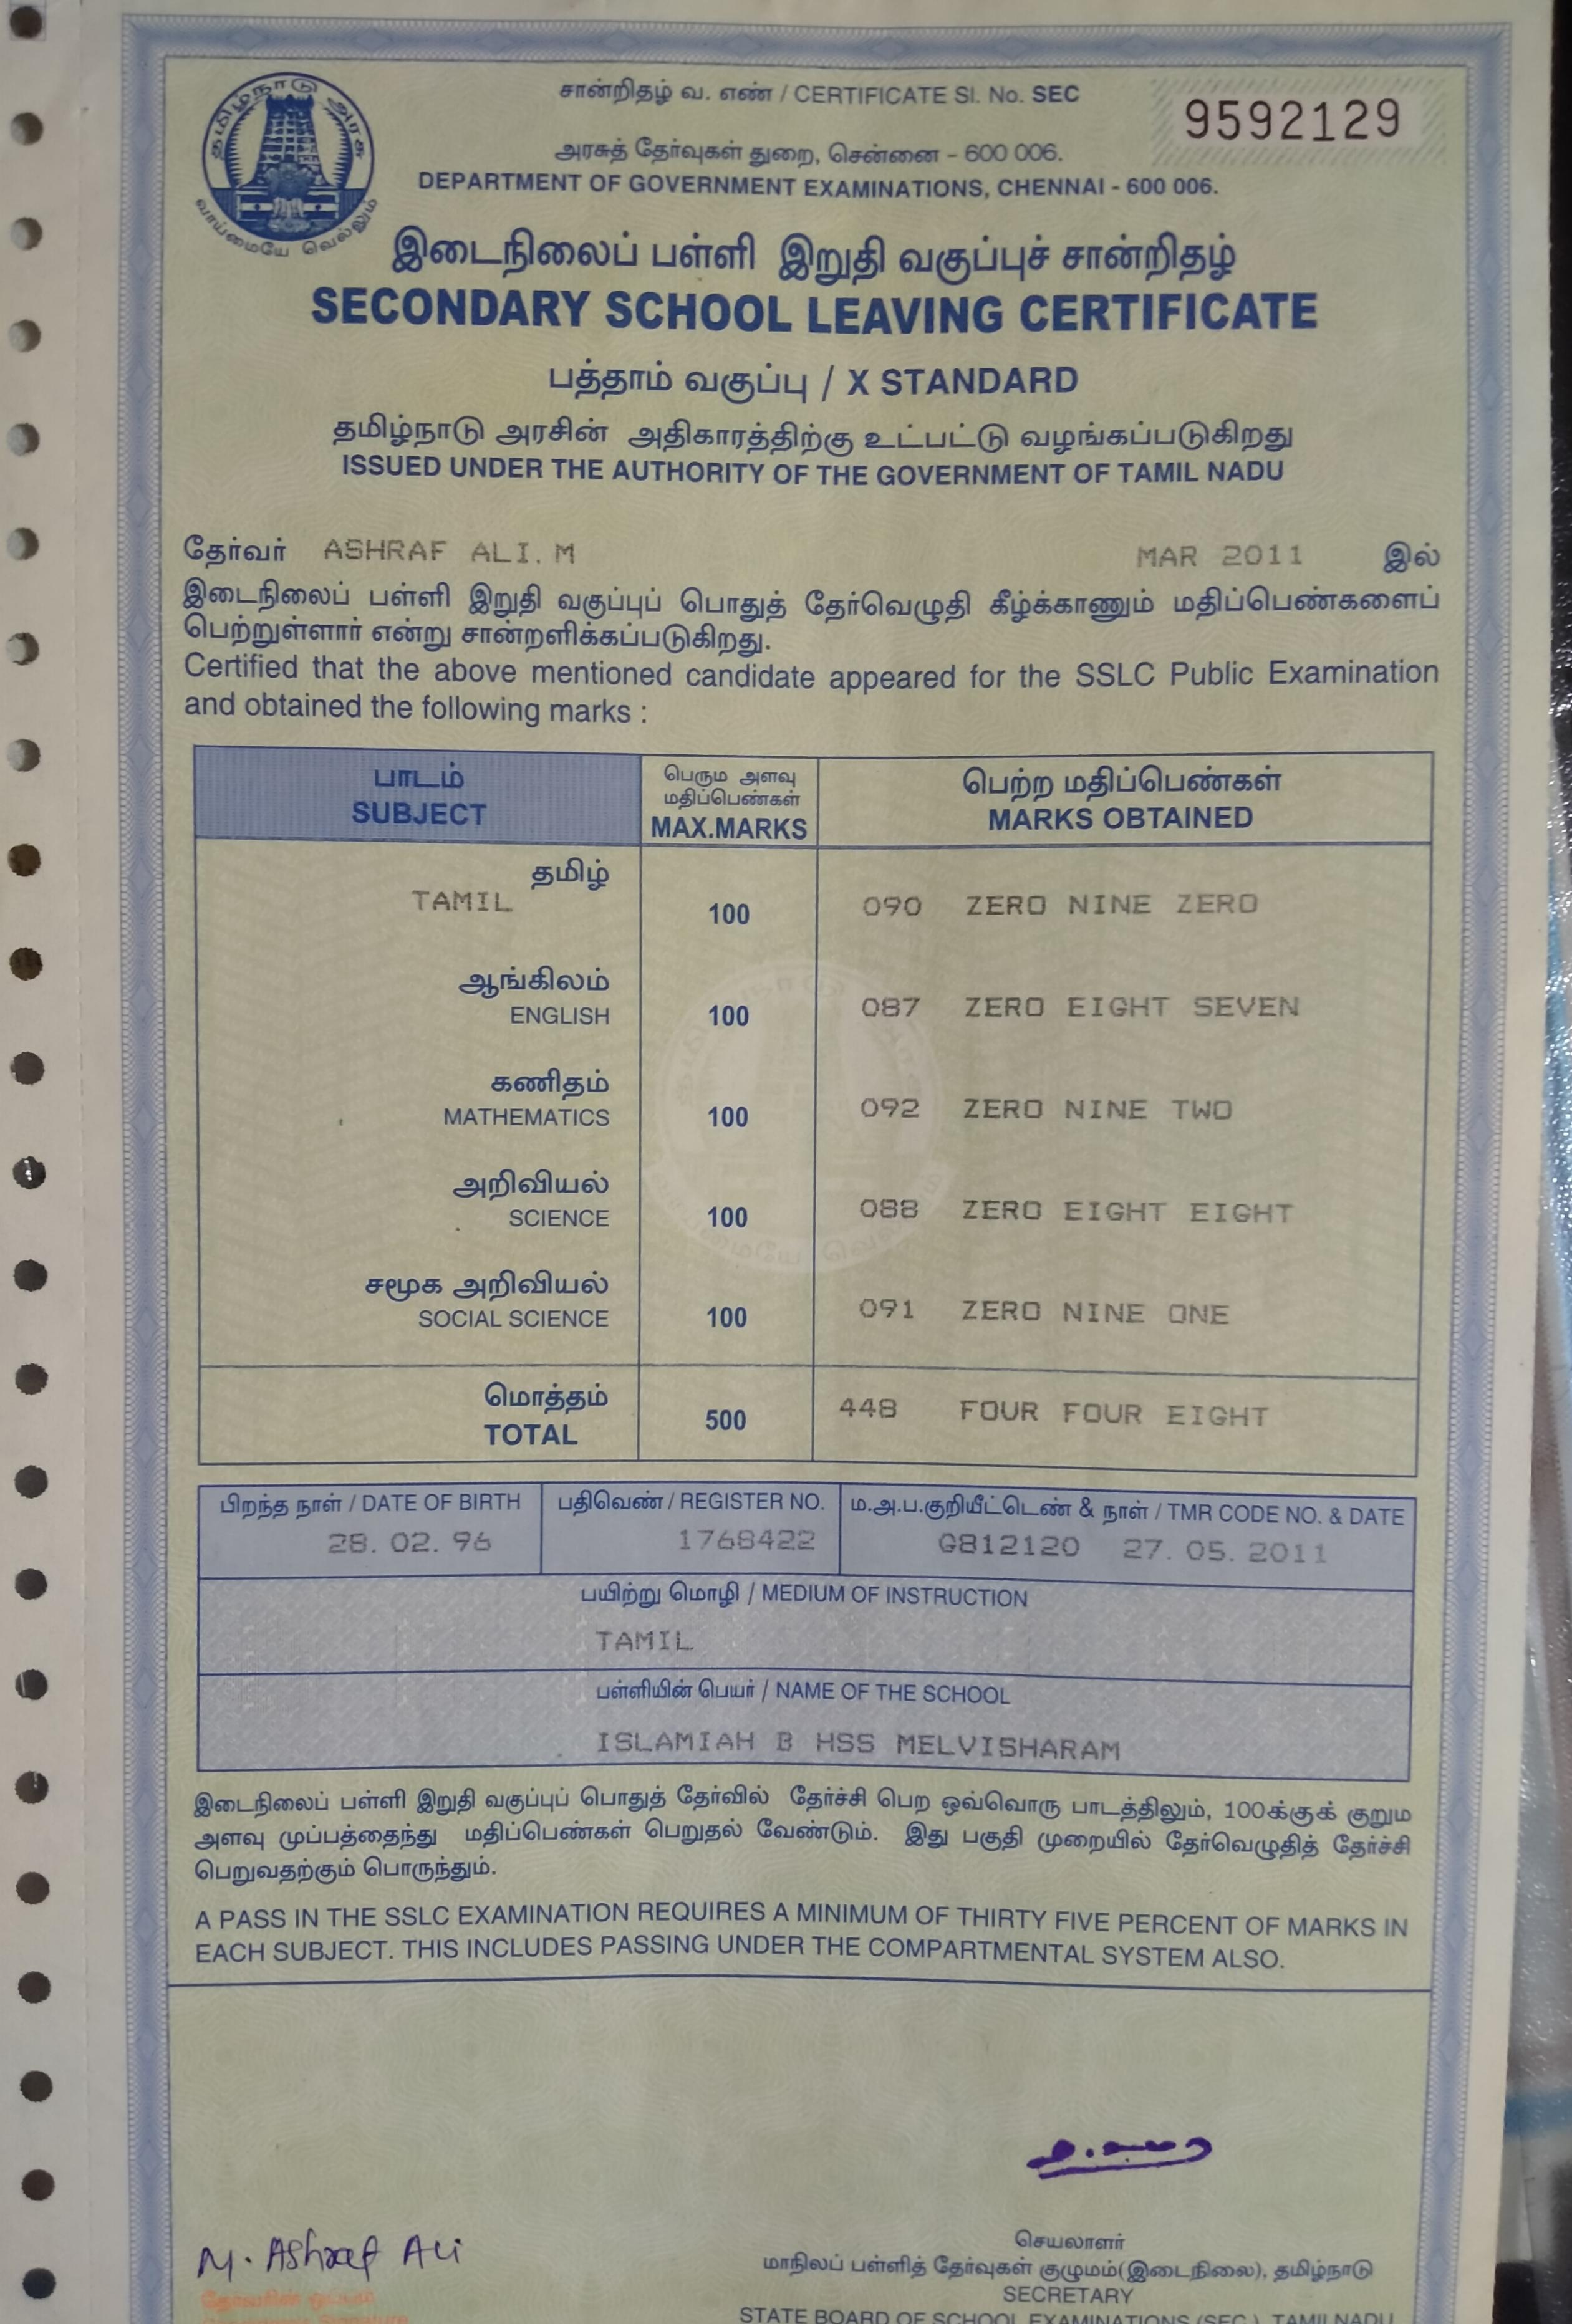 தமிழ்நாடு அரசு
வாய்மையே வெல்லும்
சான்றிதழ் வ. எண் / CERTIFICATE Sl. No. SEC
9592129
அரசுத் தேர்வுகள் துறை, சென்னை – 600 006.
DEPARTMENT OF GOVERNMENT EXAMINATIONS, CHENNAI - 600 006.
இடைநிலைப் பள்ளி இறுதி வகுப்புச் சான்றிதழ்
SECONDARY SCHOOL LEAVING CERTIFICATE
பத்தாம் வகுப்பு / X STANDARD
தமிழ்நாடு அரசின் அதிகாரத்திற்கு உட்பட்டு வழங்கப்படுகிறது
ISSUED UNDER THE AUTHORITY OF THE GOVERNMENT OF TAMIL NADU
தேர்வர் ASHRAF ALI. M MAR 2011 இல்
இடைநிலைப் பள்ளி இறுதி வகுப்புப் பொதுத் தேர்வெழுதி கீழ்க்காணும் மதிப்பெண்களைப்
பெற்றுள்ளார் என்று சான்றளிக்கப்படுகிறது.
Certified that the above mentioned candidate appeared for the SSLC Public Examination
and obtained the following marks :
பாடம் பெரும அளவு மதிப்பெண்கள் பெற்ற மதிப்பெண்கள்
SUBJECT MAX.MARKS MARKS OBTAINED
தமிழ்
TAMIL 100 090 ZERO NINE ZERO
ஆங்கிலம்
ENGLISH 100 087 ZERO EIGHT SEVEN
கணிதம்
MATHEMATICS 100 092 ZERO NINE TWO
அறிவியல்
SCIENCE 100 088 ZERO EIGHT EIGHT
சமூக அறிவியல்
SOCIAL SCIENCE 100 091 ZERO NINE ONE
மொத்தம்
TOTAL 500 448 FOUR FOUR EIGHT
பிறந்த நாள் / DATE OF BIRTH பதிவெண் / REGISTER NO. ம.அ.ப.குறியீட்டெண் & நாள் / TMR CODE NO. & DATE
28. 02. 96 1768422 G812120 27. 05. 2011
பயிற்று மொழி / MEDIUM OF INSTRUCTION
TAMIL
பள்ளியின் பெயர் / NAME OF THE SCHOOL
ISLAMIAH B HSS MELVISHARAM
இடைநிலைப் பள்ளி இறுதி வகுப்புப் பொதுத் தேர்வில் தேர்ச்சி பெற ஒவ்வொரு பாடத்திலும், 100க்குக் குறும
அளவு முப்பத்தைந்து மதிப்பெண்கள் பெறுதல் வேண்டும். இது பகுதி முறையில் தேர்வெழுதித் தேர்ச்சி
பெறுவதற்கும் பொருந்தும்.
A PASS IN THE SSLC EXAMINATION REQUIRES A MINIMUM OF THIRTY FIVE PERCENT OF MARKS IN
EACH SUBJECT. THIS INCLUDES PASSING UNDER THE COMPARTMENTAL SYSTEM ALSO.
M. Ashraf Ali
செயலாளர்
மாநிலப் பள்ளித் தேர்வுகள் குழுமம்(இடைநிலை), தமிழ்நாடு
SECRETARY
STATE BOARD OF SCHOOL EXAMINATIONS (SEC.), TAMILNADU